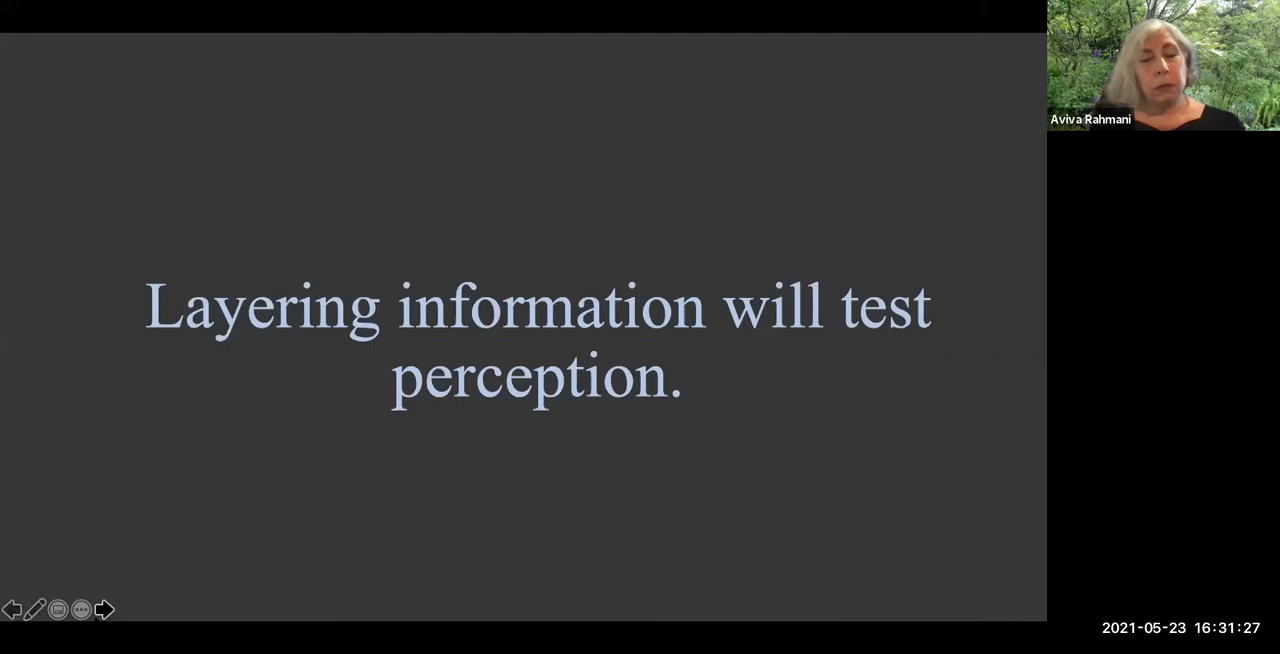 Aviva Rahmani
Layering information will test
perception.
2021-05-23 16:31:27